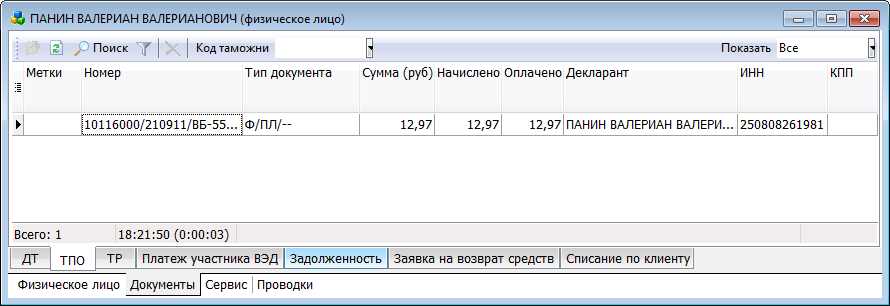 ПАНИН ВАЛЕРИАН ВАЛЕРИАНОВИЧ (физическое лицо)
Поиск Код таможни Показать Все
Метки Номер Тип документа Сумма (руб) Начислено Оплачено Декларант ИНН КПП
10116000/210911/ВБ-55... Ф/ПЛ/-- 12,97 12,97 12,97 ПАНИН ВАЛЕРИАН ВАЛЕРИ... 250808261981
Всего: 1 18:21:50 (0:00:03)
ДТ ТПО ТР Платеж участника ВЭД Задолженность Заявка на возврат средств Списание по клиенту
Физическое лицо Документы Сервис Проводки